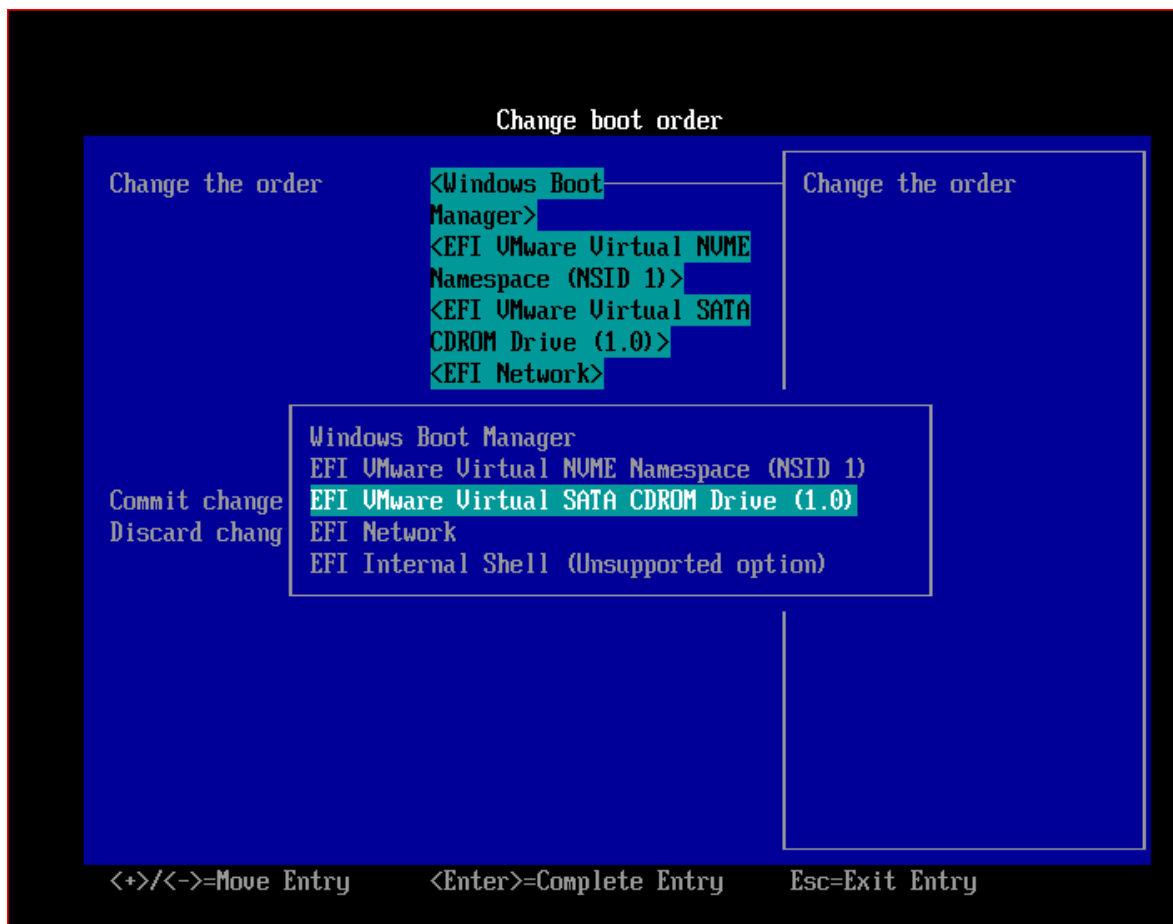 Change boot order
Change the order
<Windows Boot
Manager>
<EFI VMware Virtual NVME
Namespace (NSID 1)>
<EFI VMware Virtual SATA
CDROM Drive (1.0)>
<EFI Network>
Change the order
Windows Boot Manager
EFI VMware Virtual NVME Namespace (NSID 1)
EFI VMware Virtual SATA CDROM Drive (1.0)
EFI Network
EFI Internal Shell (Unsupported option)
Commit change
Discard chang
<+>/<->=Move Entry
<Enter>=Complete Entry
Esc=Exit Entry